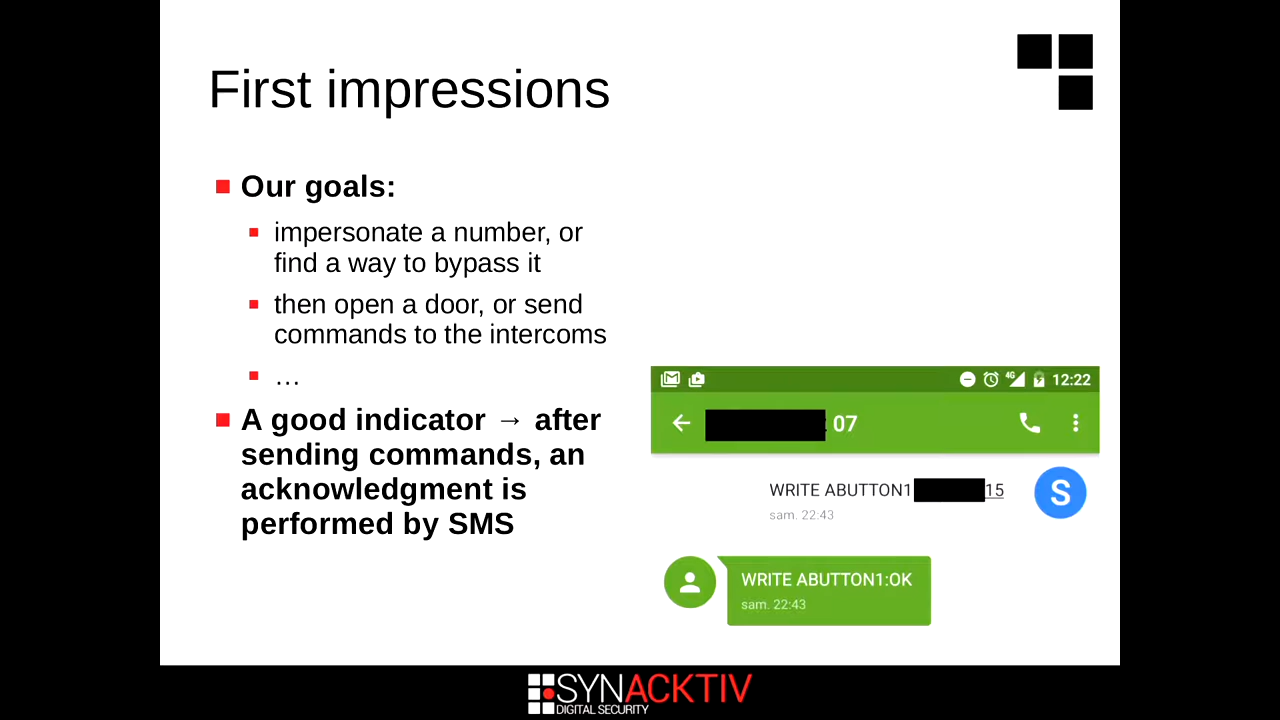 First impressions
Our goals:
impersonate a number, or
find a way to bypass it
then open a door, or send
commands to the intercoms
…
A good indicator → after
sending commands, an
acknowledgment is
performed by SMS
4G 12:22
07
WRITE ABUTTON1 15
sam. 22:43
S
WRITE ABUTTON1:OK
sam. 22:43
SYNACKTIV
DIGITAL SECURITY